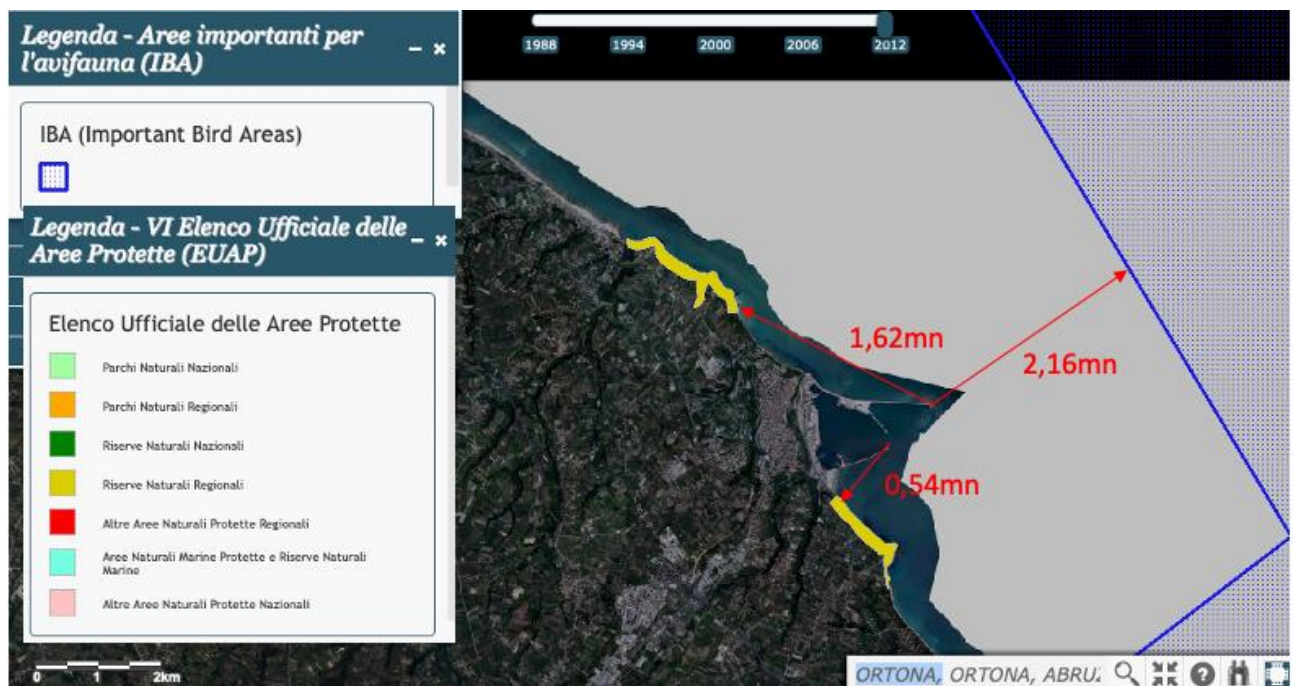 Legenda - Aree importanti per
l'avifauna (IBA)
IBA (Important Bird Areas)
Legenda - VI Elenco Ufficiale delle
Aree Protette (EUAP)
Elenco Ufficiale delle Aree Protette
Parchi Naturali Nazionali
Parchi Naturali Regionali
Riserve Naturali Nazionali
Riserve Naturali Regionali
Altre Aree Naturali Protette Regionali
Aree Naturali Marine Protette e Riserve Naturali
Marine
Altre Aree Naturali Protette Nazionali
0 1 2km
1988 1994 2000 2006 2012
1,62mn
2,16mn
0,54mn
ORTONA, ORTONA, ABRU